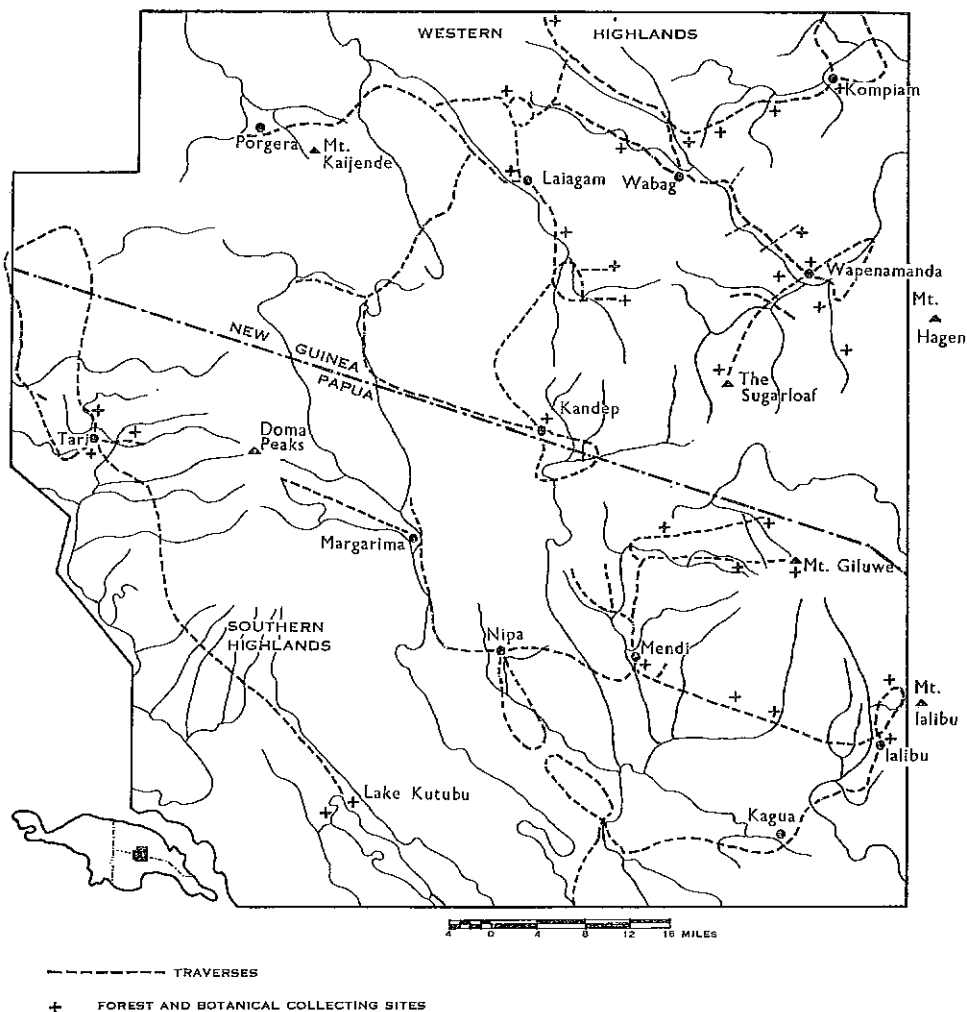 WESTERN HIGHLANDS
Kompiam
Porgera
Mt.
Kaijende
Laiagam
Wabag
Wapenamanda
Mt.
Hagen
NEW GUINEA
PAPUA
The
Sugarloaf
Kandep
Doma
Peaks
Tari
Margarima
Mt. Giluwe
SOUTHERN
HIGHLANDS
Nipa
Mendi
Mt.
Ialibu
Ialibu
Lake Kutubu
Kagua
4 0 4 8 12 16 MILES
TRAVERSES
+ FOREST AND BOTANICAL COLLECTING SITES